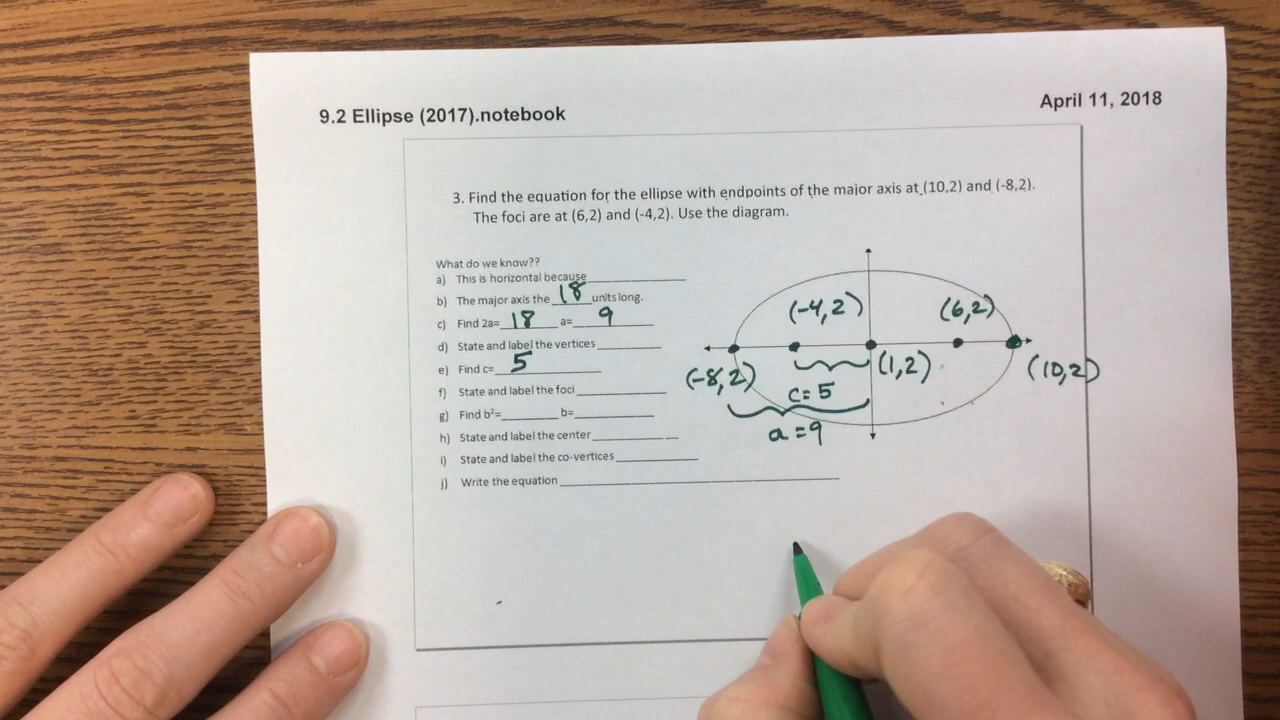 9.2 Ellipse (2017).notebook
April 11, 2018
3. Find the equation for the ellipse with endpoints of the major axis at (10,2) and (-8,2).
The foci are at (6,2) and (-4,2). Use the diagram.
What do we know??
a) This is horizontal because
b) The major axis the 18 units long.
c) Find 2a= 18 a= 9
d) State and label the vertices
e) Find c= 5
f) State and label the foci
g) Find b²= b=
h) State and label the center
i) State and label the co-vertices
j) Write the equation
(-4,2) (6,2)
(-8,2) (1,2) (10,2)
c=5
a=9